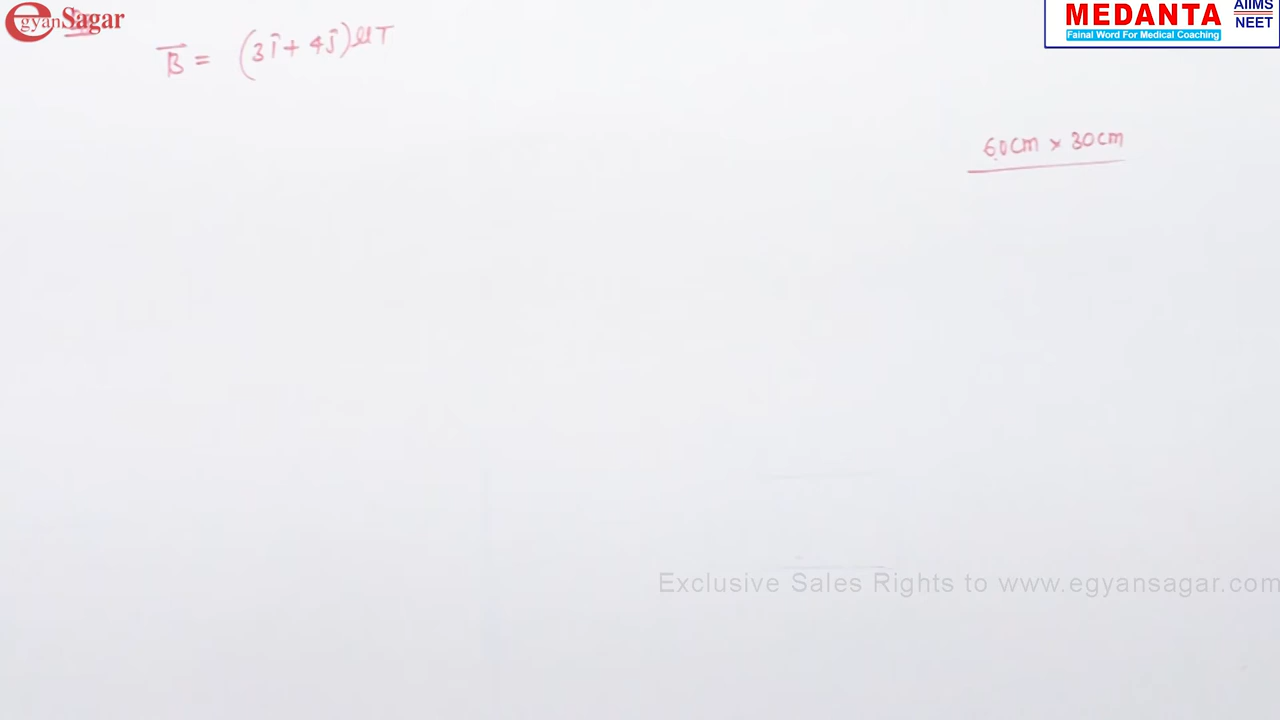 egyanSagar
MEDANTA
Fainal Word For Medical Coaching
AIIMS
NEET
B̅ = (3î + 4ĵ) μT
60cm × 30cm
Exclusive Sales Rights to www.egyansagar.com